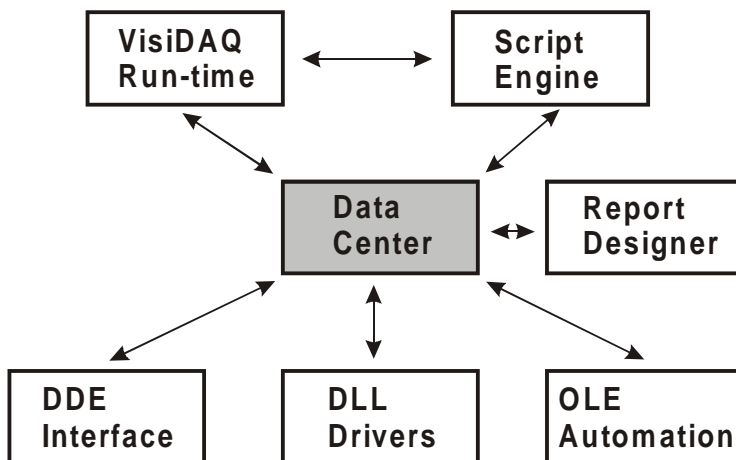 VisiDAQ
Run-time
Script
Engine
Data
Center
Report
Designer
DDE
Interface
DLL
Drivers
OLE
Automation